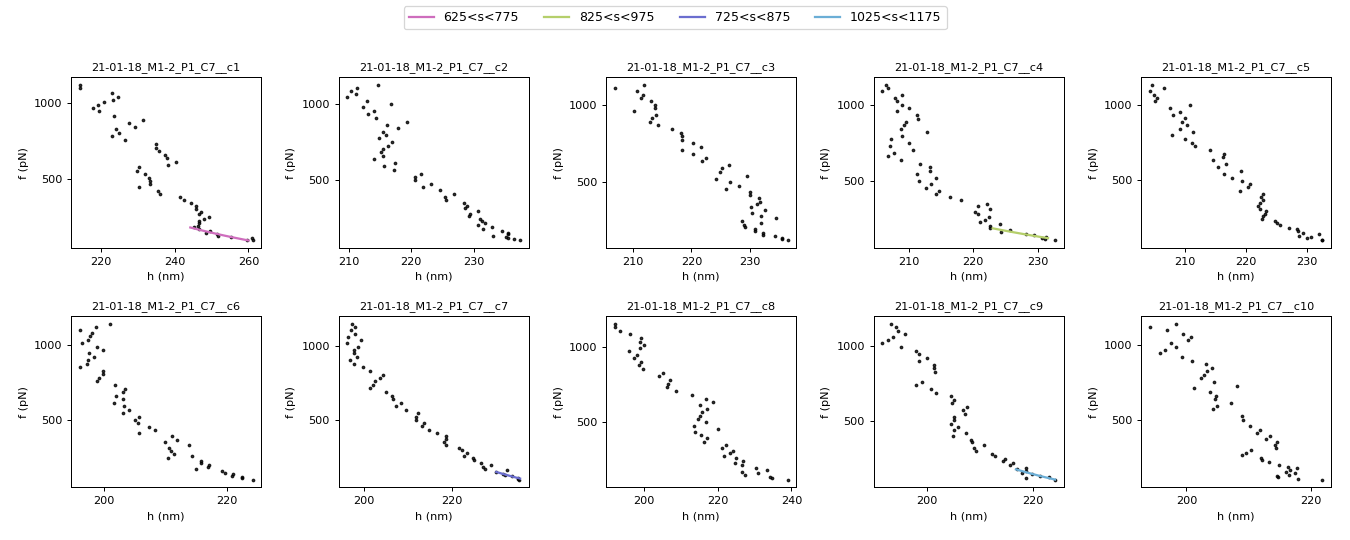 625<s<775 825<s<975 725<s<875 1025<s<1175
21-01-18_M1-2_P1_C7__c1 21-01-18_M1-2_P1_C7__c2 21-01-18_M1-2_P1_C7__c3 21-01-18_M1-2_P1_C7__c4 21-01-18_M1-2_P1_C7__c5
f (pN) 1000 500 f (pN) 1000 500 f (pN) 1000 500 f (pN) 1000 500 f (pN) 1000 500
220 240 260 210 220 230 210 220 230 210 220 230 210 220 230
h (nm) h (nm) h (nm) h (nm) h (nm)
21-01-18_M1-2_P1_C7__c6 21-01-18_M1-2_P1_C7__c7 21-01-18_M1-2_P1_C7__c8 21-01-18_M1-2_P1_C7__c9 21-01-18_M1-2_P1_C7__c10
f (pN) 1000 500 f (pN) 1000 500 f (pN) 1000 500 f (pN) 1000 500 f (pN) 1000 500
200 220 200 220 200 220 240 200 220 200 220
h (nm) h (nm) h (nm) h (nm) h (nm)